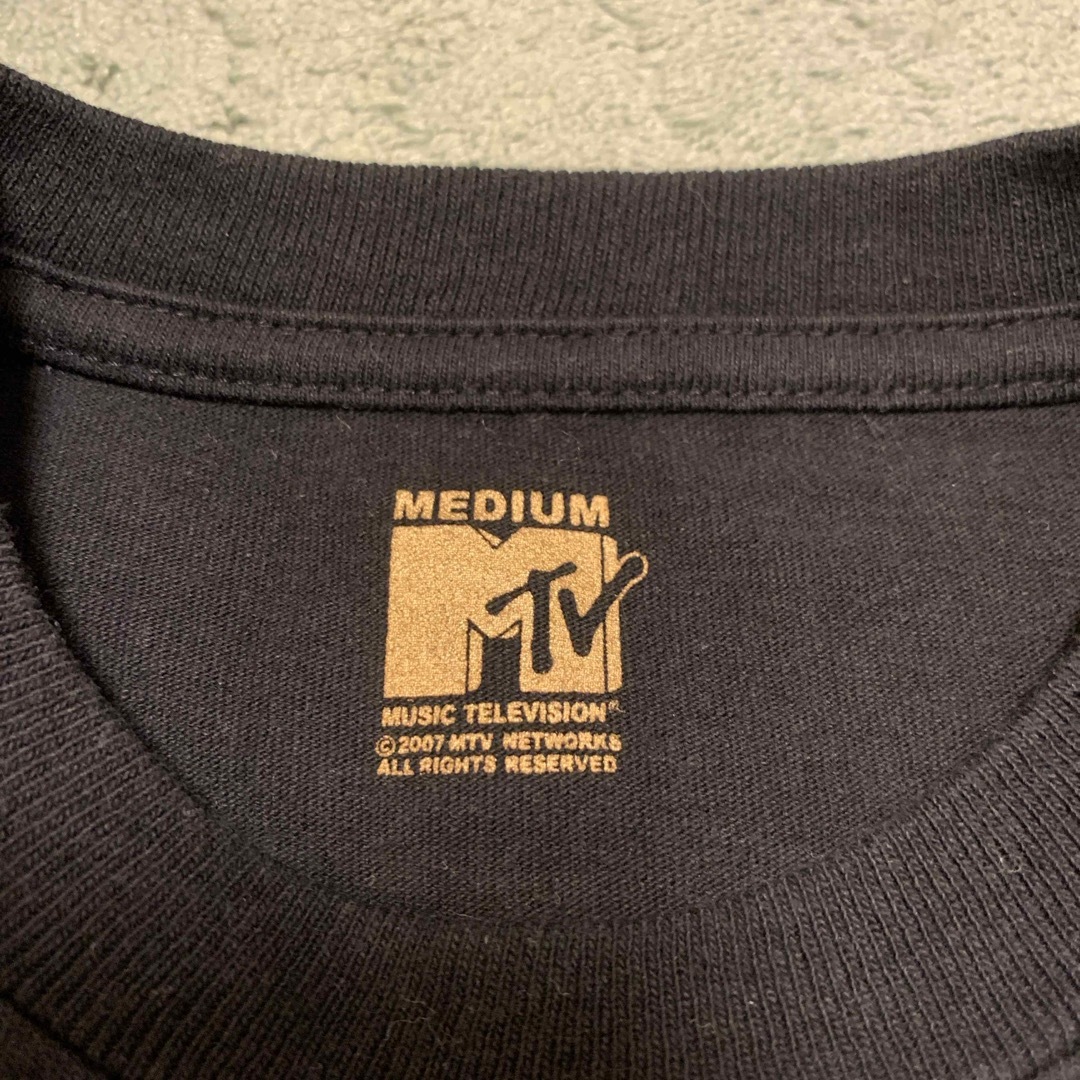 MEDIUM
MTV
MUSIC TELEVISION®
©2007 MTV NETWORKS
ALL RIGHTS RESERVED